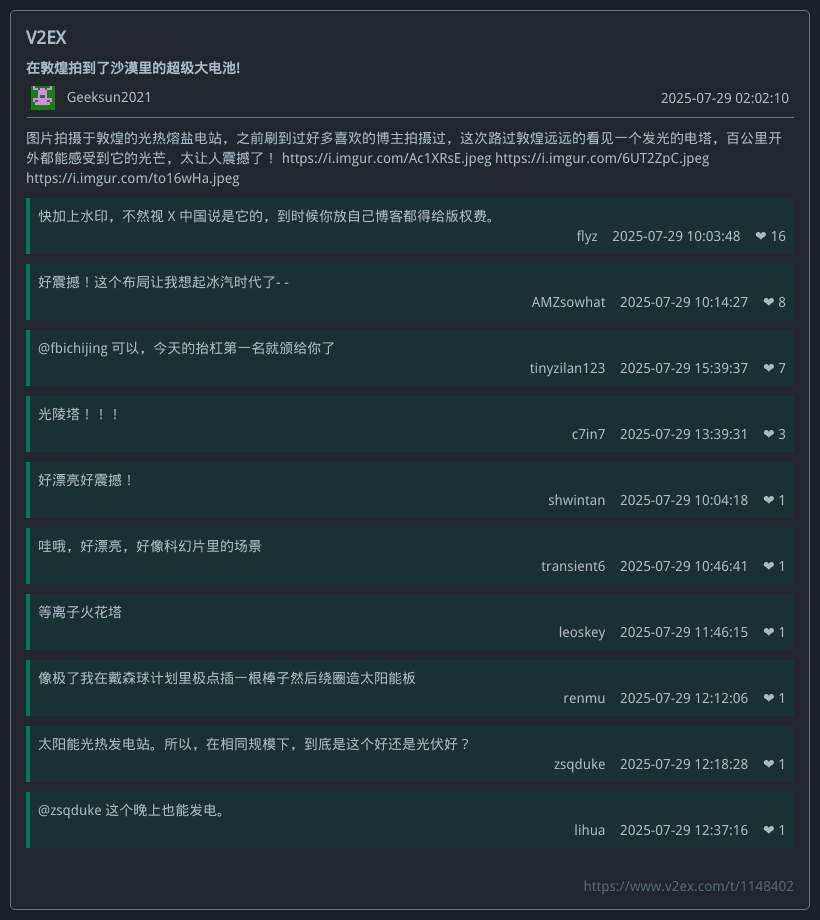 V2EX
在敦煌拍到了沙漠里的超级大电池!
Geeksun2021
2025-07-29 02:02:10
图片拍摄于敦煌的光热熔盐电站，之前刷到过好多喜欢的博主拍摄过，这次路过敦煌远远的看见一个发光的电塔，百公里开
外都能感受到它的光芒，太让人震撼了！ https://i.imgur.com/Ac1XRsE.jpeg https://i.imgur.com/6UT2ZpC.jpeg
https://i.imgur.com/to16wHa.jpeg
快加上水印，不然视 X 中国说是它的，到时候你放自己博客都得给版权费。
flyz 2025-07-29 10:03:48 ❤ 16
好震撼！这个布局让我想起冰汽时代了- -
AMZsowhat 2025-07-29 10:14:27 ❤ 8
@fbichijing 可以，今天的抬杠第一名就颁给你了
tinyzilan123 2025-07-29 15:39:37 ❤ 7
光陵塔！！！
c7in7 2025-07-29 13:39:31 ❤ 3
好漂亮好震撼！
shwintan 2025-07-29 10:04:18 ❤ 1
哇哦，好漂亮，好像科幻片里的场景
transient6 2025-07-29 10:46:41 ❤ 1
等离子火花塔
leoskey 2025-07-29 11:46:15 ❤ 1
像极了我在戴森球计划里极点插一根棒子然后绕圈造太阳能板
renmu 2025-07-29 12:12:06 ❤ 1
太阳能光热发电站。所以，在相同规模下，到底是这个好还是光伏好？
zsqduke 2025-07-29 12:18:28 ❤ 1
@zsqduke 这个晚上也能发电。
lihua 2025-07-29 12:37:16 ❤ 1
https://www.v2ex.com/t/1148402